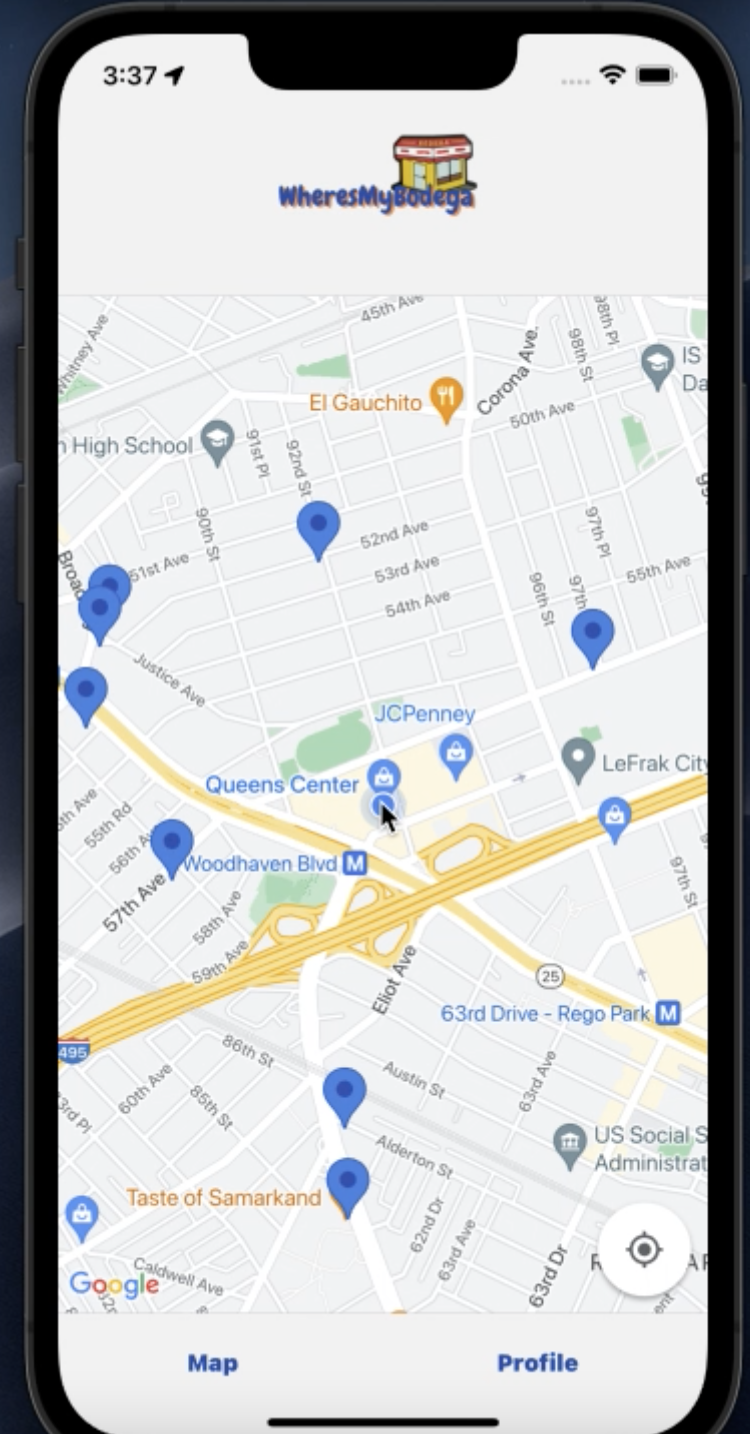 3:37
BODEGA
WheresMyBodega
45th Ave
98th Pl
Whitney Ave
98th St
Corona Ave.
IS
Da
El Gauchito
50th Ave
h High School
91st Pl
92nd St
90th St
97th Pl
52nd Ave
Broad
51st Ave
53rd Ave
55th Ave
96th St
97th
54th Ave
Justice Ave
JCPenney
LeFrak City
Queens Center
55th Rd
56th Av
Woodhaven Blvd M
57th Ave
58th Ave
97th St
59th Ave
Eliot Ave
25
63rd Drive - Rego Park M
495
86th St
Austin St
63rd Ave
60th Ave
85th St
3rd Pl
US Social S
Administrat
Alderton St
Taste of Samarkand
62nd Dr
63rd Ave
63rd Dr
Caldwell Ave
Google
Map
Profile